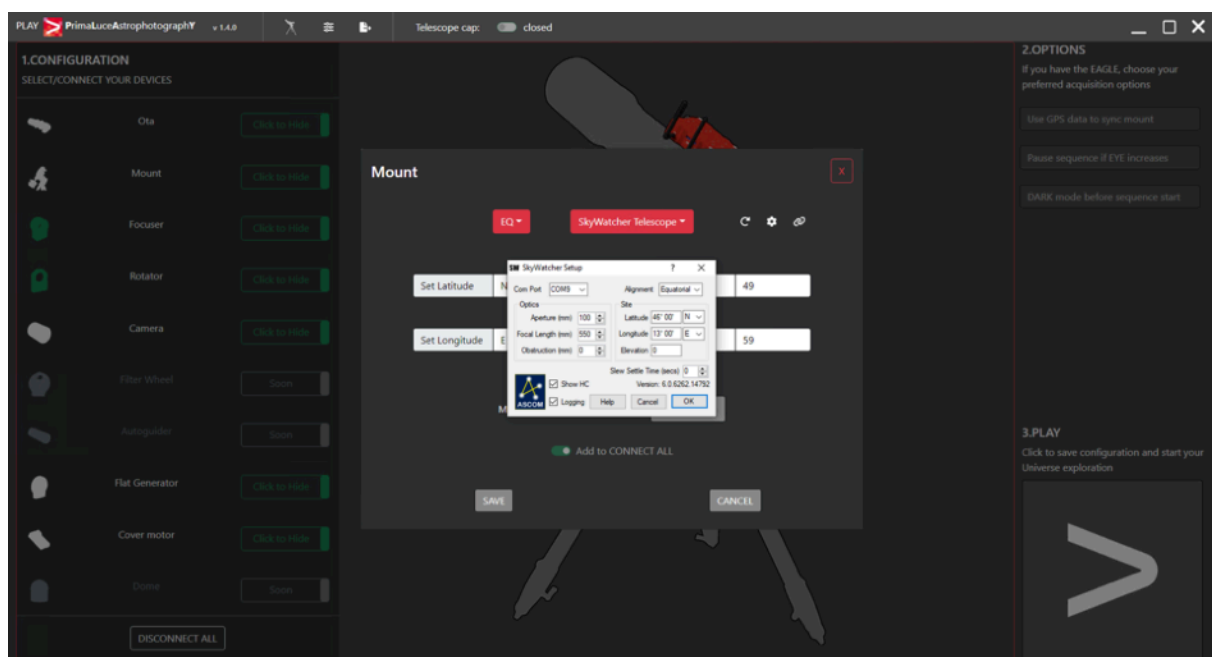 PLAY PrimaLuceAstrophotographY v 1.4.0 Telescope cap: closed
1.CONFIGURATION
SELECT/CONNECT YOUR DEVICES
Ota Click to Hide
Mount Click to Hide
Focuser Click to Hide
Rotator Click to Hide
Camera Click to Hide
Filter Wheel Soon
Autoguider Soon
Flat Generator Click to Hide
Cover motor Click to Hide
Dome Soon
DISCONNECT ALL
Mount X
EQ SkyWatcher Telescope
Set Latitude N 49
Set Longitude E 59
M
Add to CONNECT ALL
SAVE CANCEL
SW SkyWatcher Setup ? X
Com Port COM9 Alignment Equatorial
Optics Site
Aperture (mm) 100 Latitude 46° 00' N
Focal Length (mm) 550 Longitude 13° 00' E
Obstruction (mm) 0 Elevation 0
Slew Settle Time (secs) 0
Show HC Version: 6.0.6262.14792
ASCOM Logging Help Cancel OK
2.OPTIONS
If you have the EAGLE, choose your
preferred acquisition options
Use GPS data to sync mount
Pause sequence if EYE increases
DARK mode before sequence start
3.PLAY
Click to save configuration and start your
Universe exploration